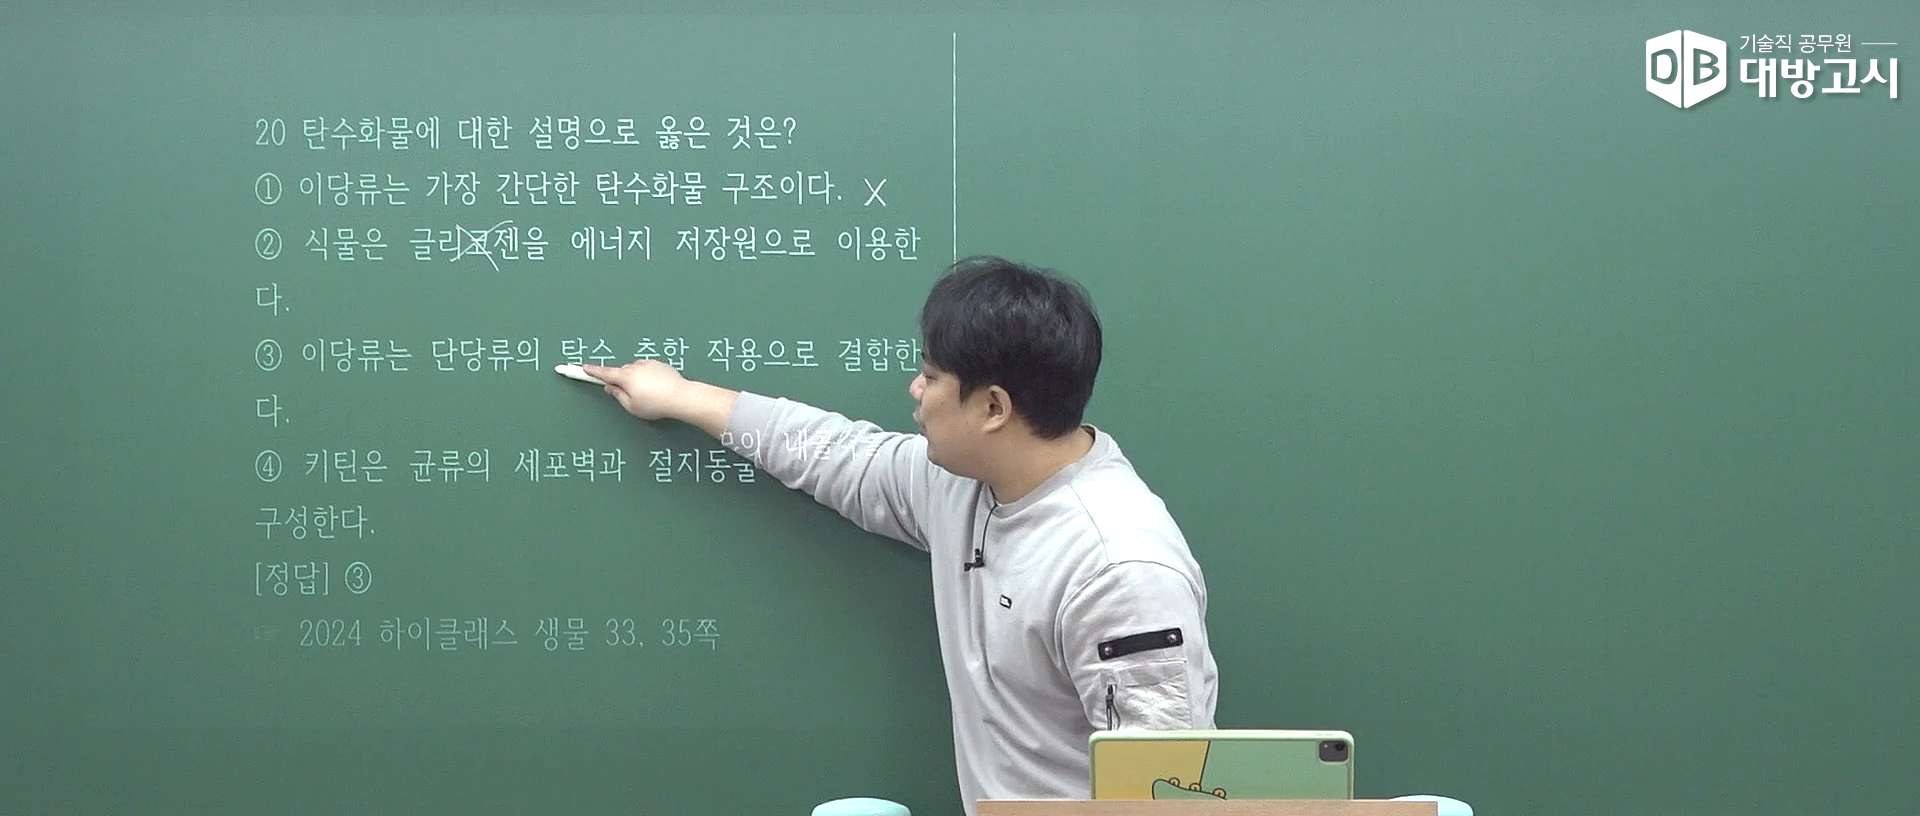 기술직 공무원
DB 대방고시
20 탄수화물에 대한 설명으로 옳은 것은?
① 이당류는 가장 간단한 탄수화물 구조이다. X
② 식물은 글리코젠을 에너지 저장원으로 이용한
다.
③ 이당류는 단당류의 탈수 축합 작용으로 결합한
다.
④ 키틴은 균류의 세포벽과 절지동물의
구성한다.
[정답] ③
2024 하이클래스 생물 33, 35쪽